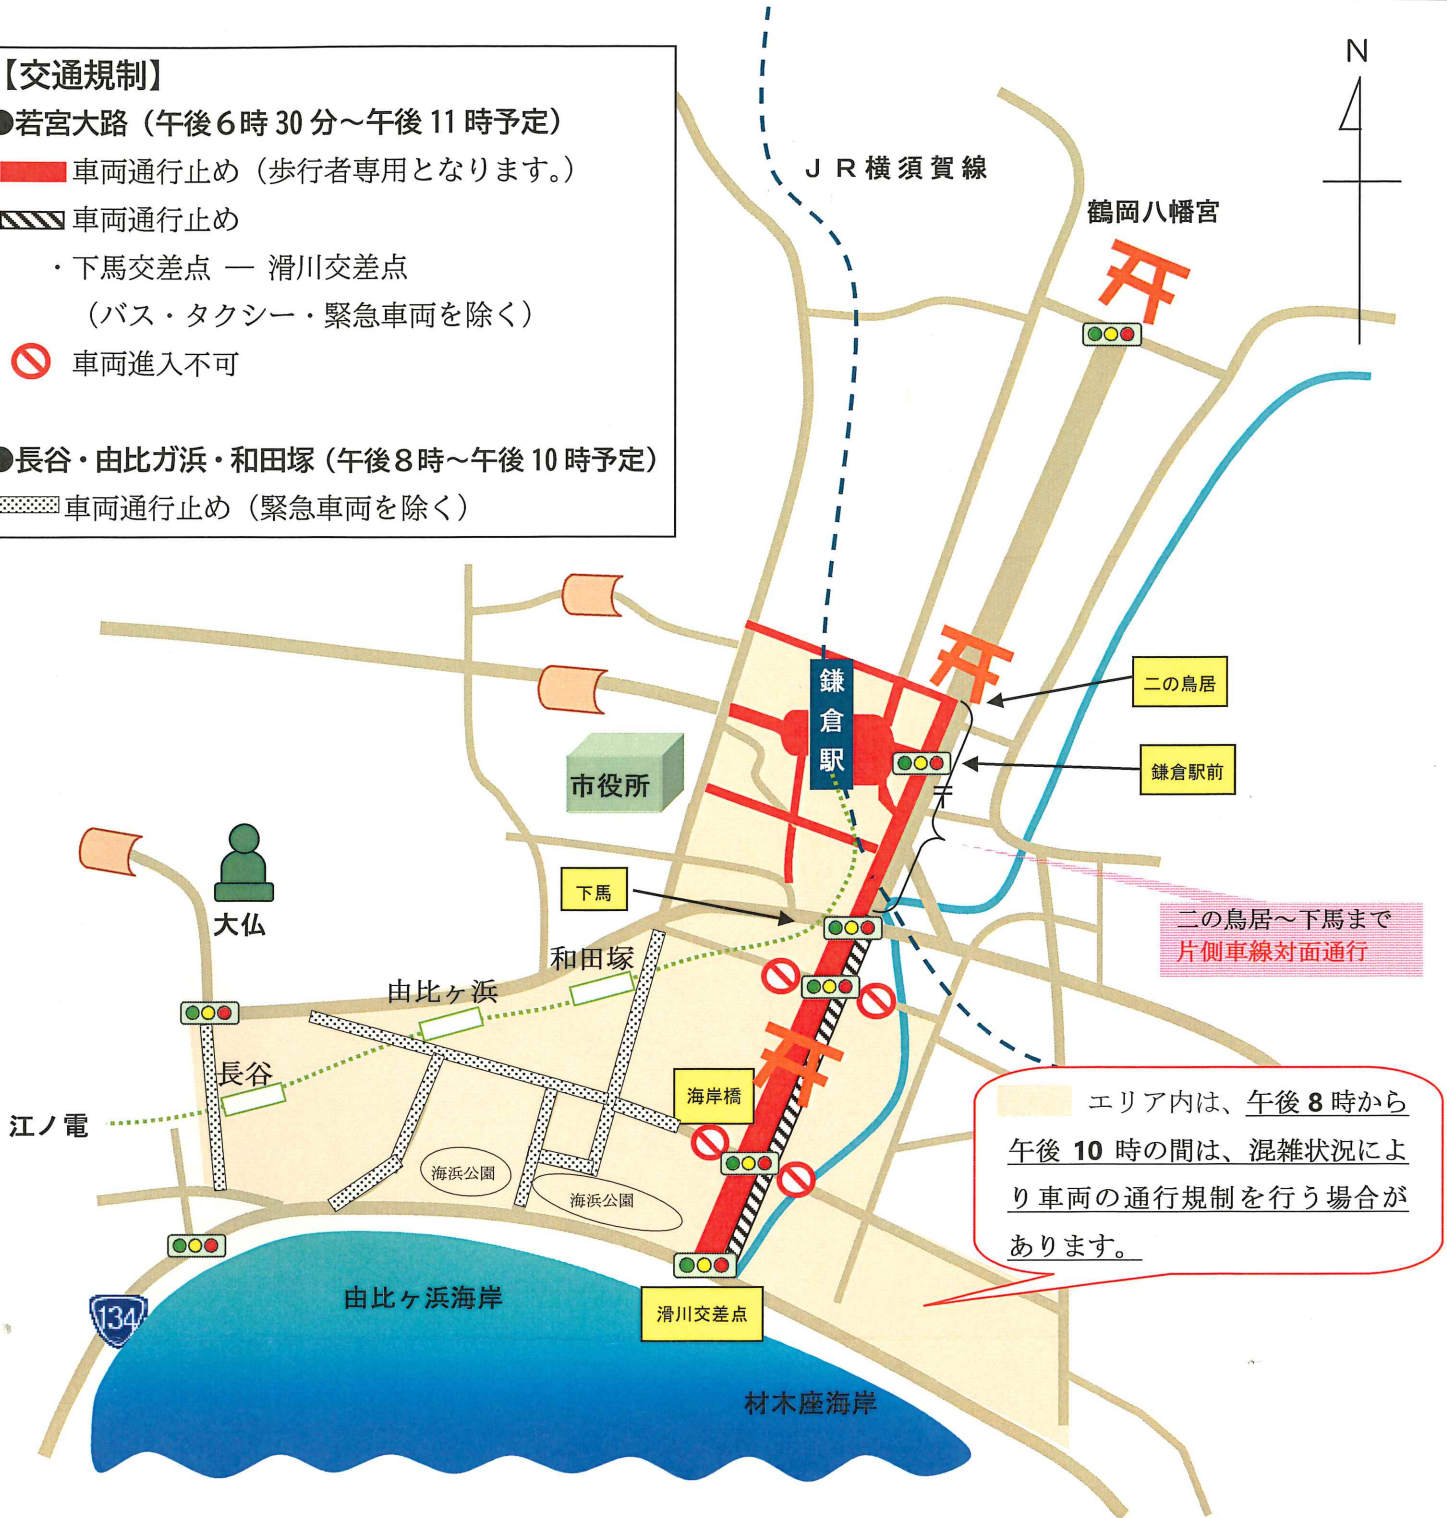 【交通規制】
●若宮大路（午後６時 30 分～午後 11 時予定）
車両通行止め（歩行者専用となります。）
車両通行止め
・下馬交差点 ― 滑川交差点
（バス・タクシー・緊急車両を除く）
車両進入不可
●長谷・由比ガ浜・和田塚（午後８時～午後 10 時予定）
車両通行止め（緊急車両を除く）
N
ＪＲ横須賀線
鶴岡八幡宮
鎌倉駅
二の鳥居
鎌倉駅前
〒
市役所
大仏
下馬
二の鳥居～下馬まで
片側車線対面通行
和田塚
由比ヶ浜
長谷
江ノ電
海岸橋
海浜公園
海浜公園
エリア内は、午後 8 時から
午後 10 時の間は、混雑状況によ
り車両の通行規制を行う場合が
あります。
134
由比ヶ浜海岸
滑川交差点
材木座海岸